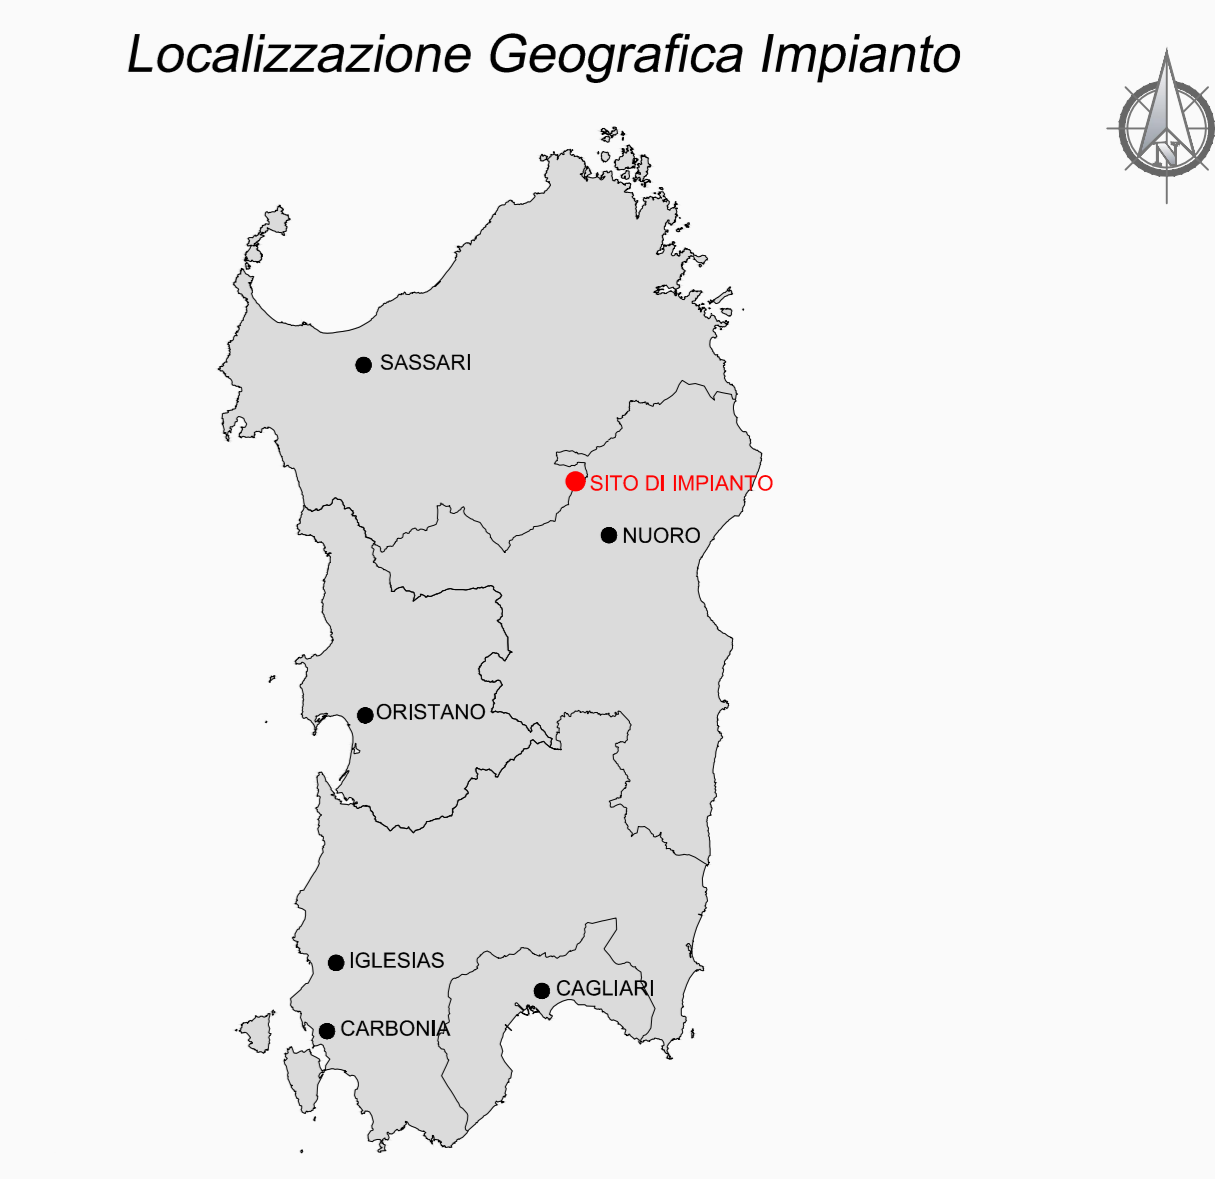 Localizzazione Geografica Impianto
N
SASSARI
SITO DI IMPIANTO
NUORO
ORISTANO
IGLESIAS
CAGLIARI
CARBONIA